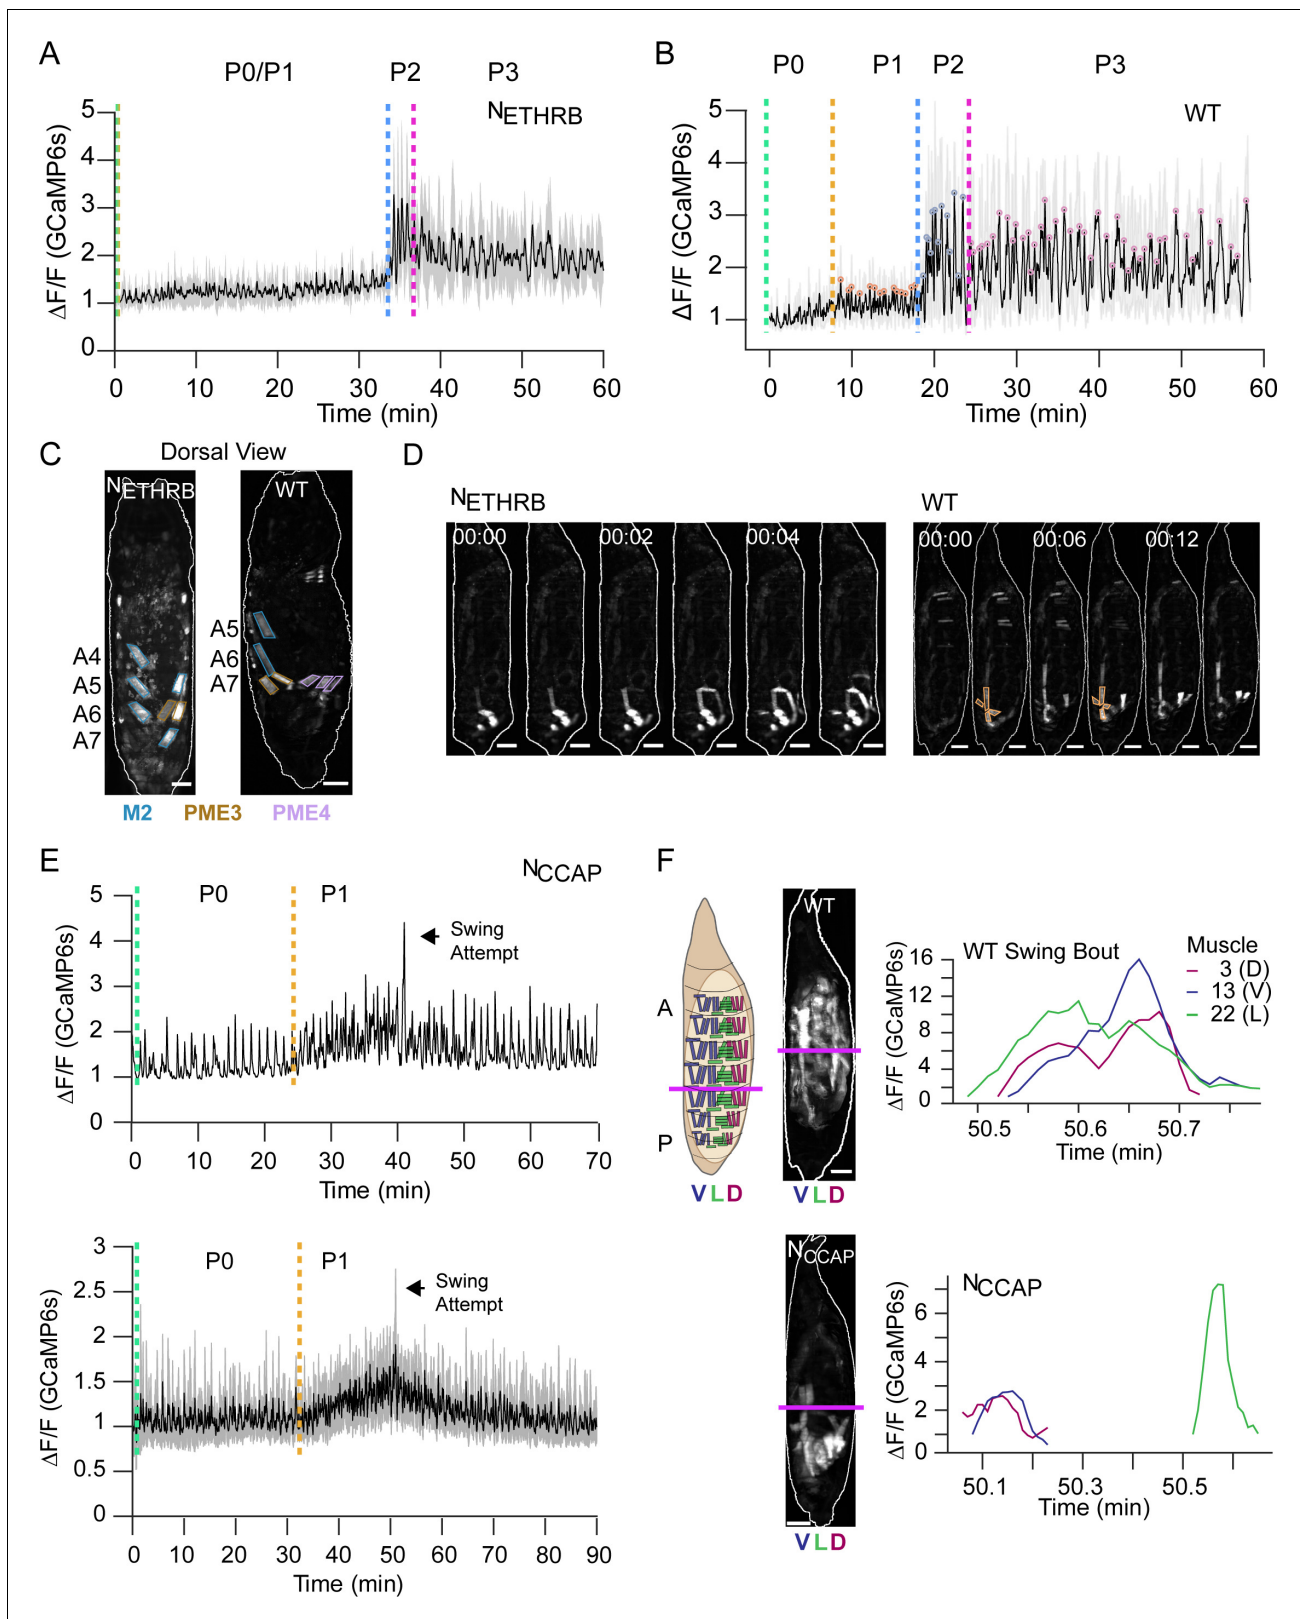 A
P0/P1
P2
P3
NETHRB
ΔF/F (GCaMP6s)
5
4
3
2
1
0
0
10
20
30
40
50
60
Time (min)
B
P0
P1
P2
P3
WT
ΔF/F (GCaMP6s)
5
4
3
2
1
0
10
20
30
40
50
60
Time (min)
C
Dorsal View
NETHRB
WT
A4
A5
A6
A7
A5
A6
A7
M2
PME3
PME4
D
NETHRB
00:00
00:02
00:04
WT
00:00
00:06
00:12
E
NCCAP
P0
P1
Swing
Attempt
ΔF/F (GCaMP6s)
5
4
3
2
1
0
0
10
20
30
40
50
60
70
Time (min)
P0
P1
Swing
Attempt
ΔF/F (GCaMP6s)
3
2.5
2
1.5
1
0.5
0
0
10
20
30
40
50
60
70
80
90
Time (min)
F
A
P
V L D
WT
V L D
WT Swing Bout
Muscle
3 (D)
13 (V)
22 (L)
ΔF/F (GCaMP6s)
16
12
8
4
0
50.5
50.6
50.7
Time (min)
NCCAP
V L D
NCCAP
ΔF/F (GCaMP6s)
6
4
2
0
50.1
50.3
50.5
Time (min)